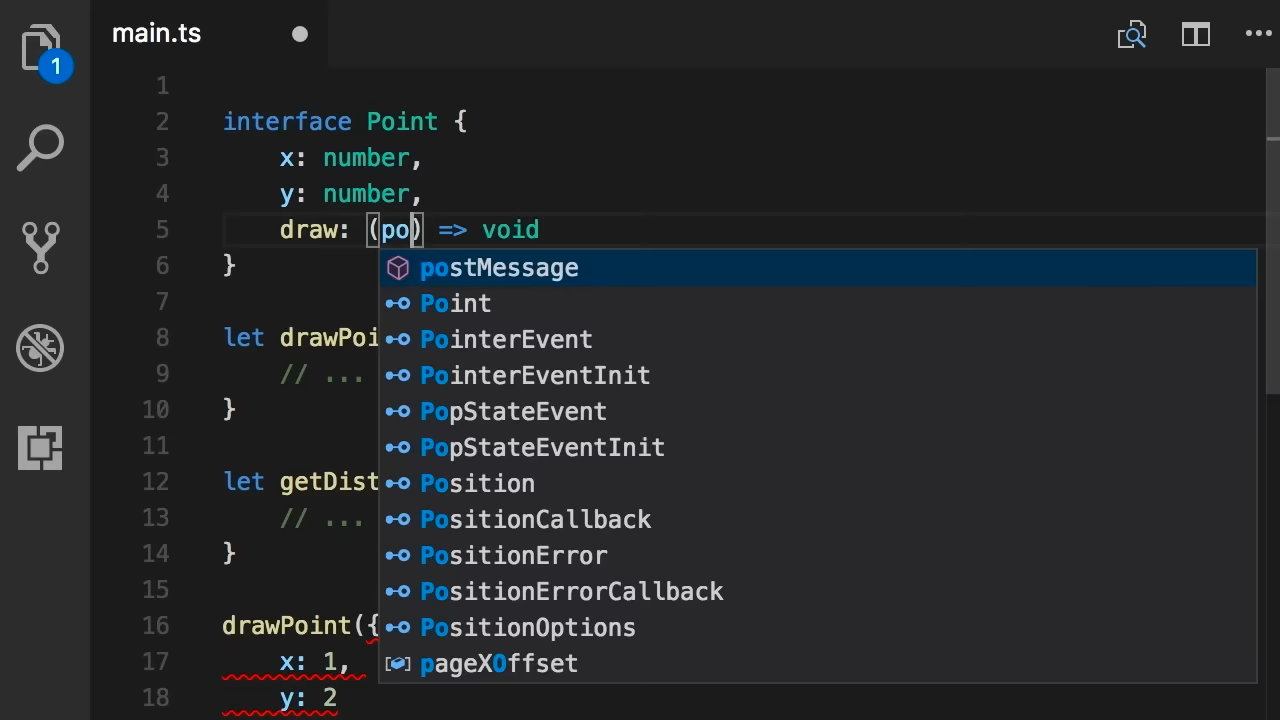 main.ts
1
1
2 interface Point {
3 x: number,
4 y: number,
5 draw: (po) => void
6 }
postMessage
Point
7
PointerEvent
8 let drawPoi
PointerEventInit
9 // ...
PopStateEvent
10 }
PopStateEventInit
11
Position
12 let getDist
PositionCallback
13 // ...
PositionError
14 }
PositionErrorCallback
15
PositionOptions
16 drawPoint({
pageXOffset
17 x: 1,
18 y: 2